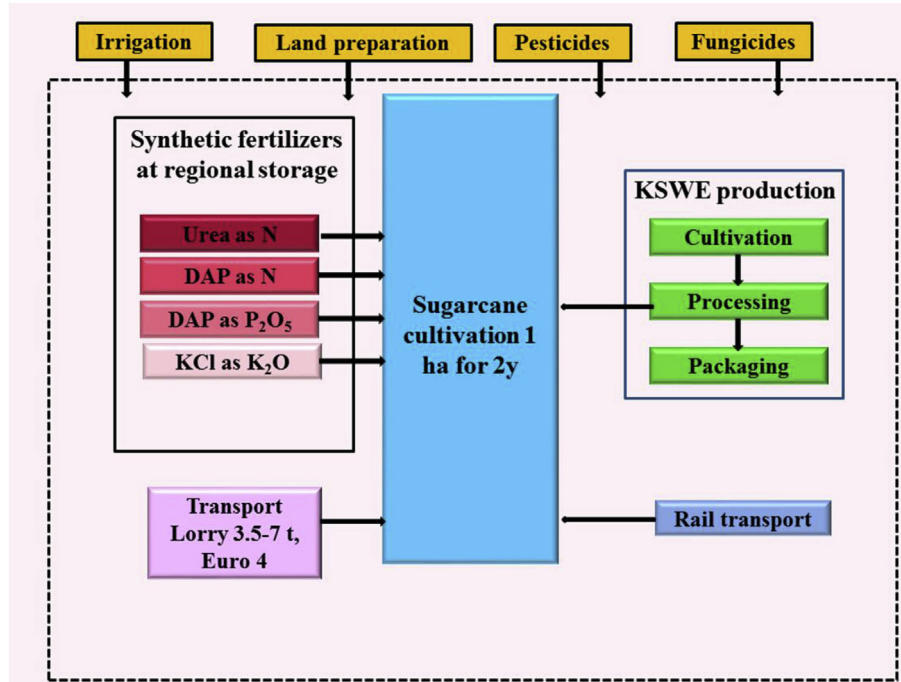 Irrigation
Land preparation
Pesticides
Fungicides
Synthetic fertilizers
at regional storage
Urea as N
DAP as N
DAP as P₂O₅
KCl as K₂O
Transport
Lorry 3.5-7 t,
Euro 4
Sugarcane
cultivation 1
ha for 2y
KSWE production
Cultivation
Processing
Packaging
Rail transport